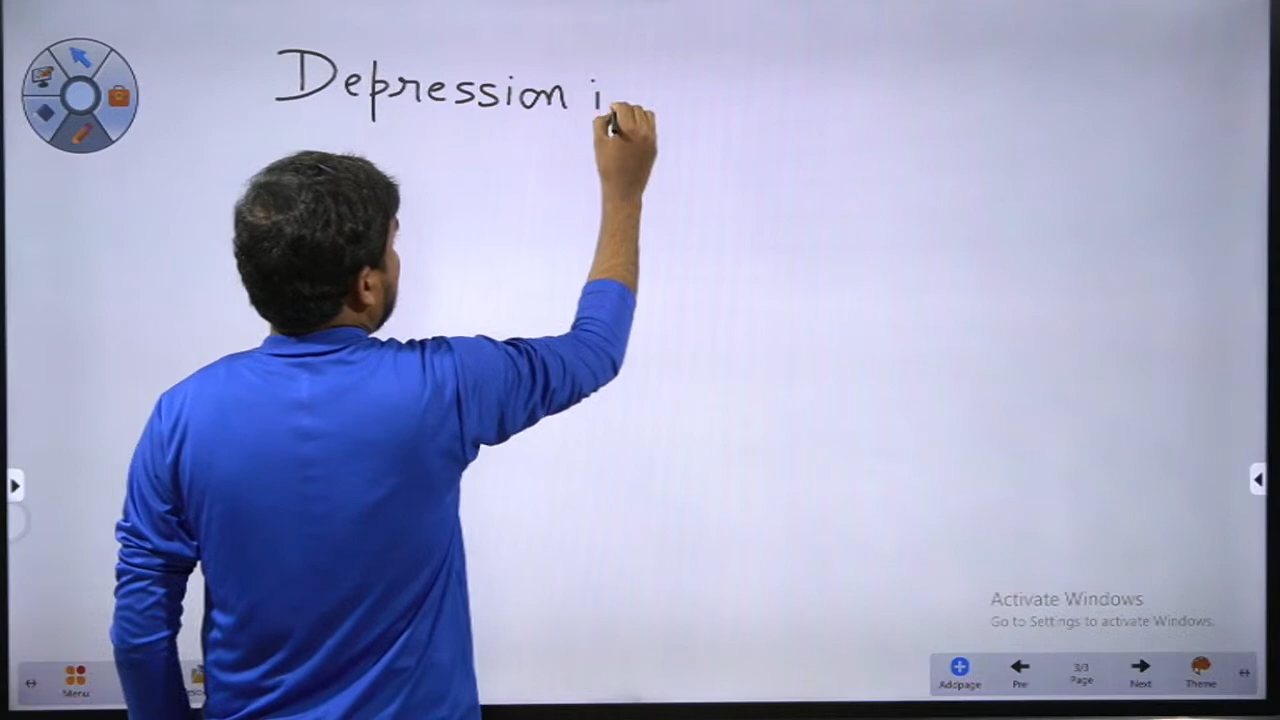 Depression i
Activate Windows
Go to Settings to activate Windows.
Menu
Addpage
Pre
3/3
Page
Next
Theme